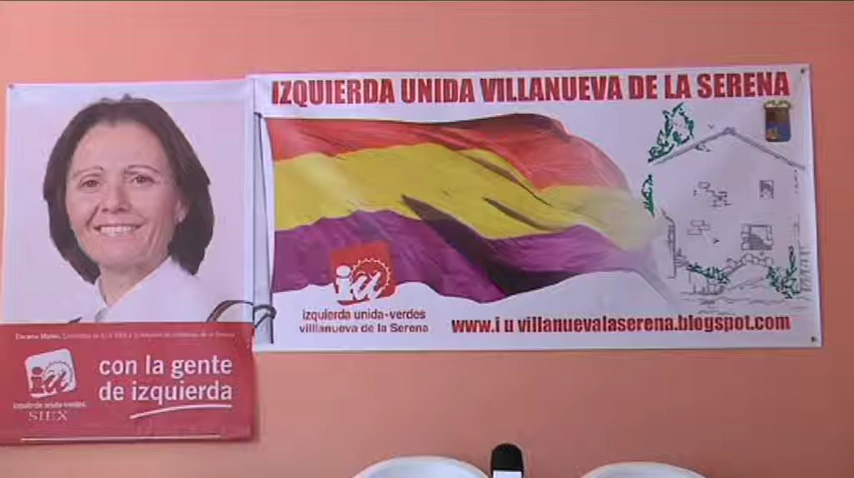 IZQUIERDA UNIDA VILLANUEVA DE LA SERENA
iu
izquierda unida-verdes
villanueva de la Serena
www.i u villanuevalaserena.blogspot.com
con la gente
de izquierda
iu
izquierda unida-verdes
SIEX